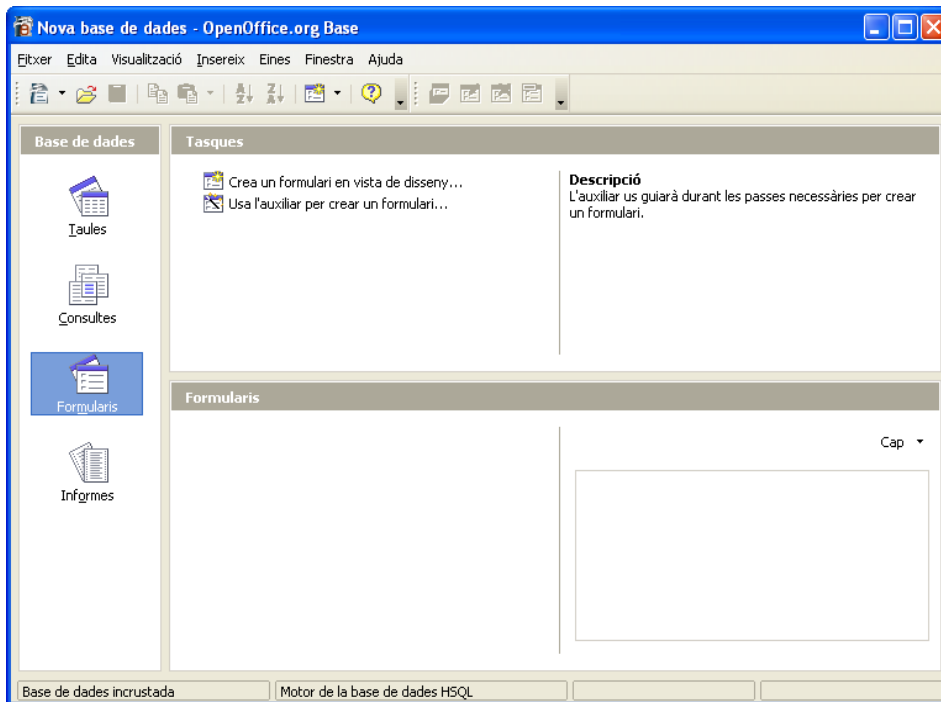 Nova base de dades - OpenOffice.org Base
Fitxer Edita Visualització Insereix Eines Finestra Ajuda
Base de dades
Taules
Consultes
Formularis
Informes
Tasques
Crea un formulari en vista de disseny...
Usa l'auxiliar per crear un formulari...
Descripció
L'auxiliar us guiarà durant les passes necessàries per crear
un formulari.
Formularis
Cap
Base de dades incrustada
Motor de la base de dades HSQL